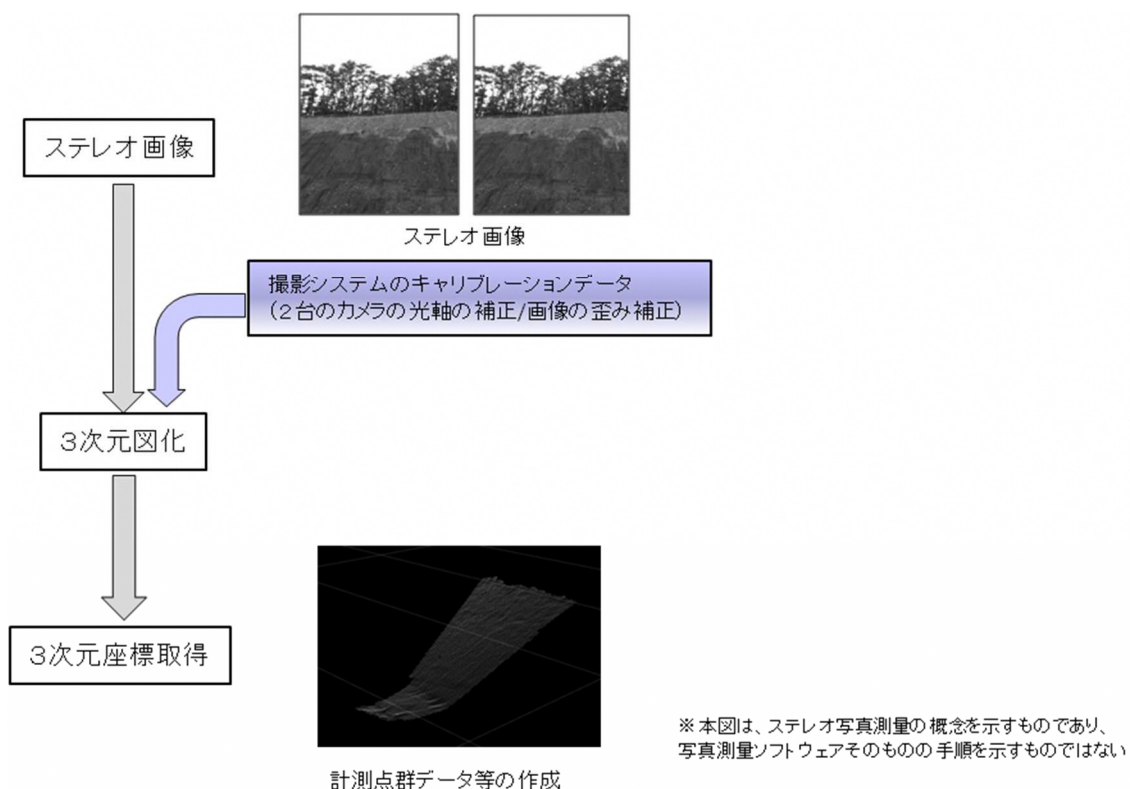 ステレオ画像
ステレオ画像
撮影システムのキャリブレーションデータ
(2台のカメラの光軸の補正/画像の歪み補正)
3次元図化
3次元座標取得
計測点群データ等の作成
※本図は、ステレオ写真測量の概念を示すものであり、
写真測量ソフトウェアそのものの手順を示すものではない